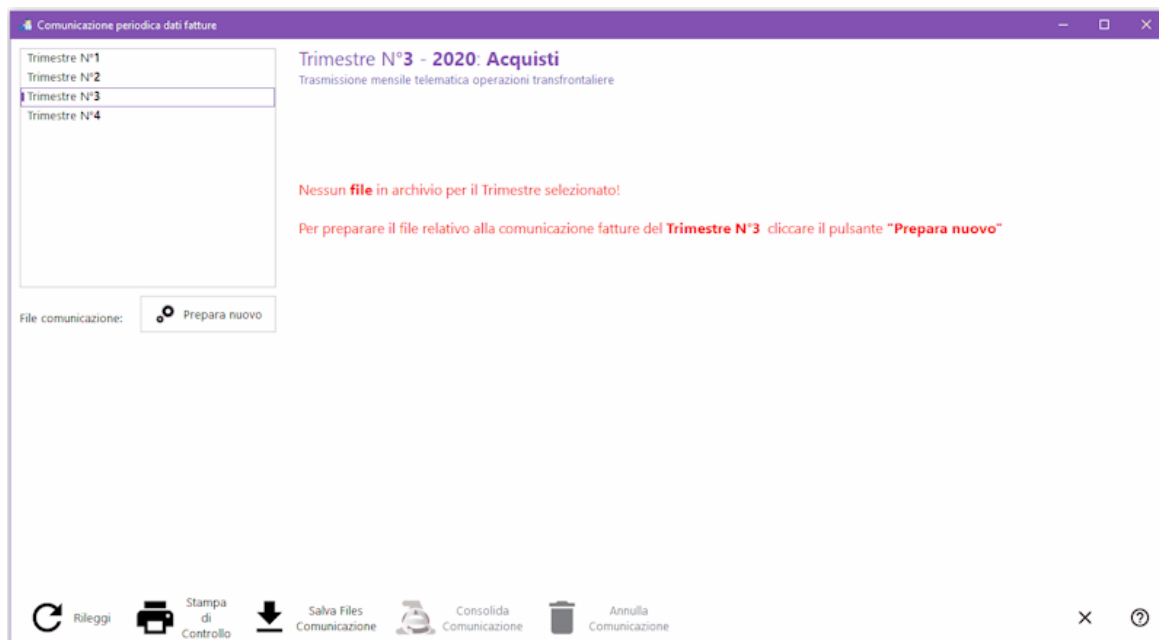 Comunicazione periodica dati fatture
Trimestre N°1
Trimestre N°2
Trimestre N°3
Trimestre N°4
File comunicazione:
Prepara nuovo
Trimestre N°3 - 2020: Acquisti
Trasmissione mensile telematica operazioni transfrontaliere
Nessun file in archivio per il Trimestre selezionato!
Per preparare il file relativo alla comunicazione fatture del Trimestre N°3 cliccare il pulsante "Prepara nuovo"
Rileggi
Stampa
di
Controllo
Salva Files
Comunicazione
Consolida
Comunicazione
Annulla
Comunicazione